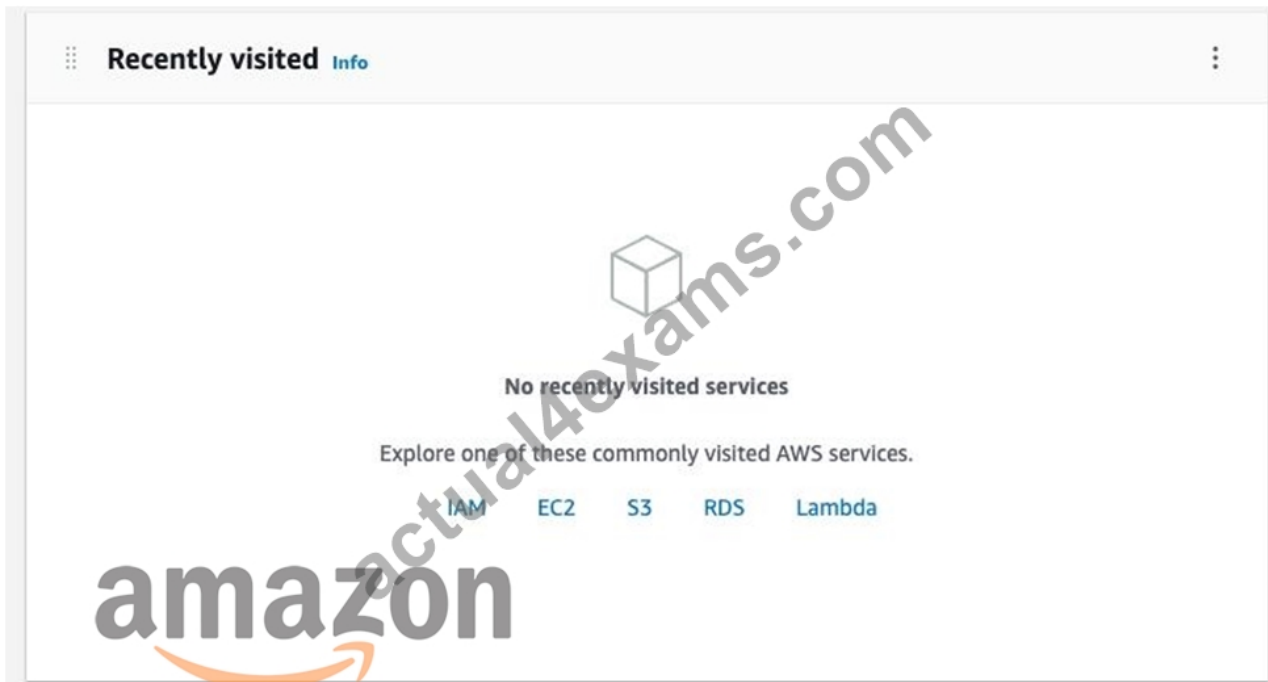 Recently visited Info
No recently visited services
Explore one of these commonly visited AWS services.
IAM EC2 S3 RDS Lambda
actual4exams.com
amazon